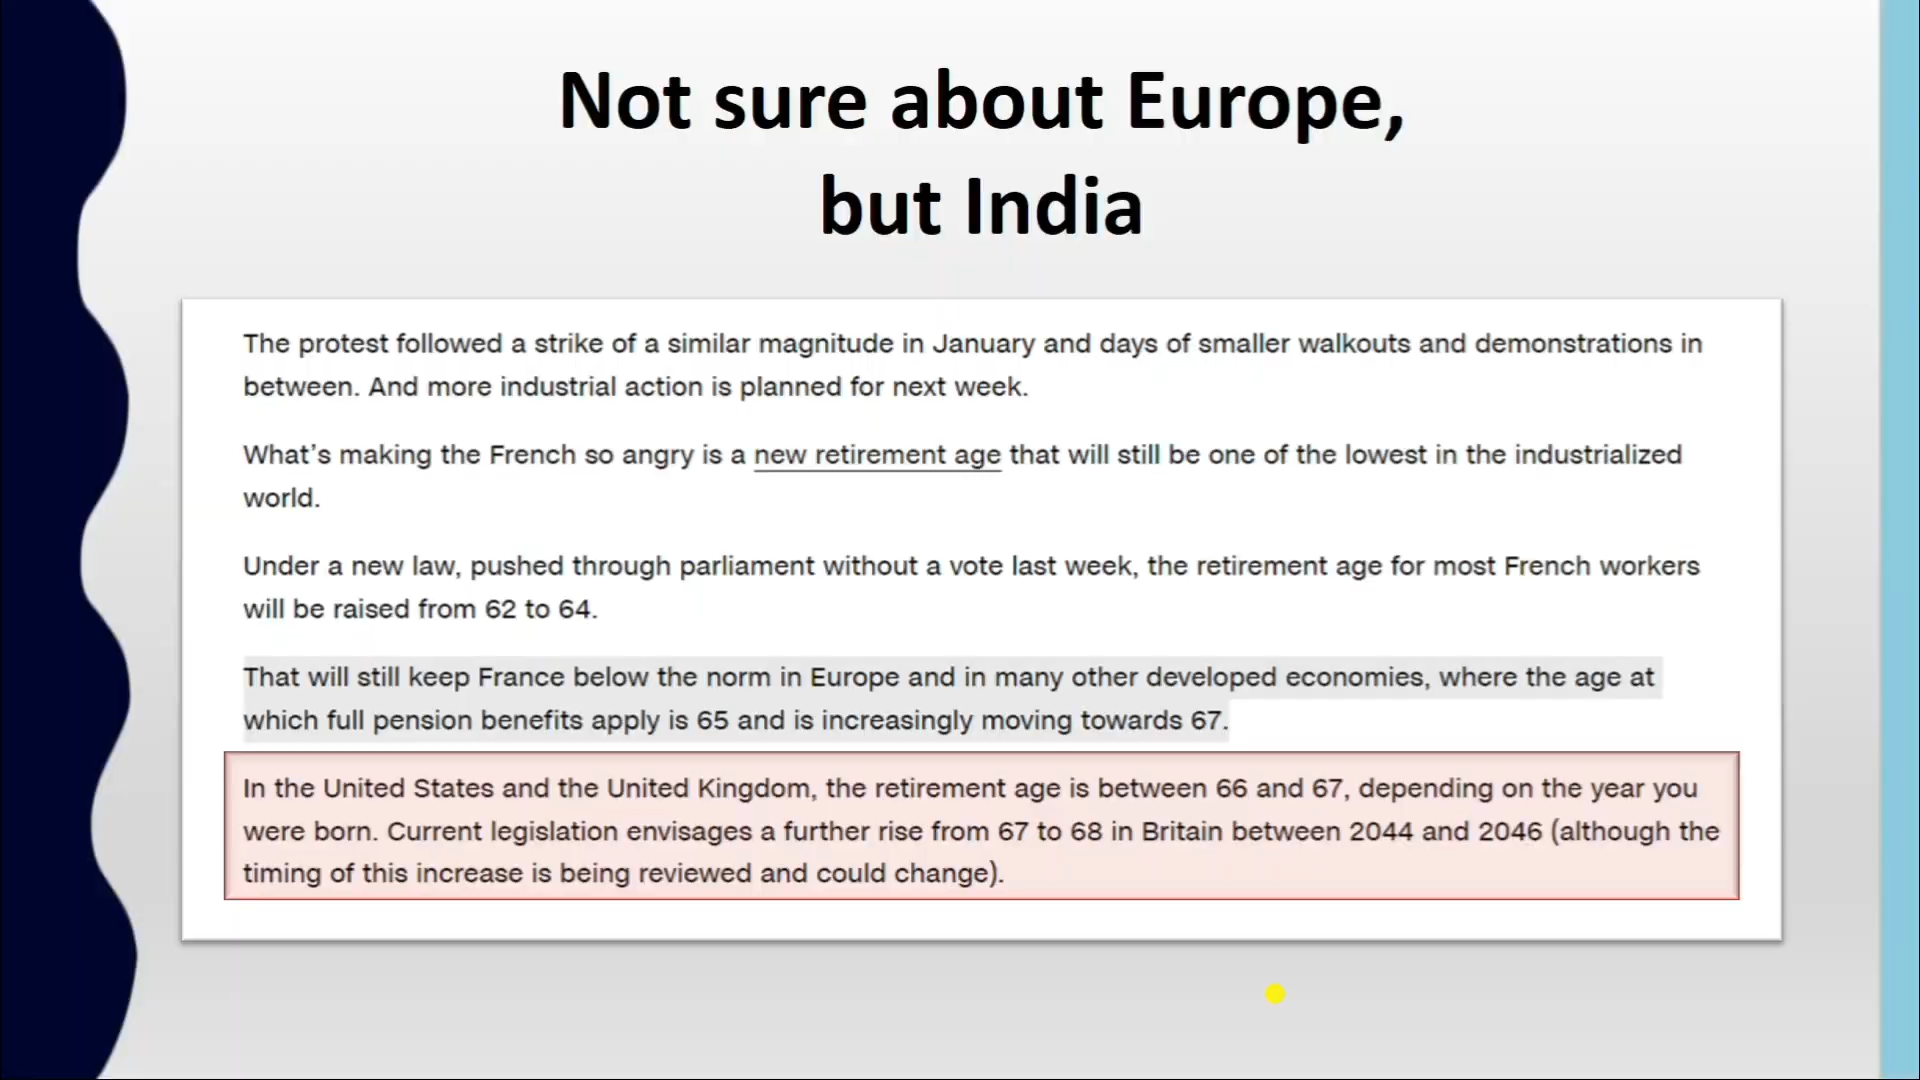 Not sure about Europe,
but India
The protest followed a strike of a similar magnitude in January and days of smaller walkouts and demonstrations in
between. And more industrial action is planned for next week.
What’s making the French so angry is a new retirement age that will still be one of the lowest in the industrialized
world.
Under a new law, pushed through parliament without a vote last week, the retirement age for most French workers
will be raised from 62 to 64.
That will still keep France below the norm in Europe and in many other developed economies, where the age at
which full pension benefits apply is 65 and is increasingly moving towards 67.
In the United States and the United Kingdom, the retirement age is between 66 and 67, depending on the year you
were born. Current legislation envisages a further rise from 67 to 68 in Britain between 2044 and 2046 (although the
timing of this increase is being reviewed and could change).